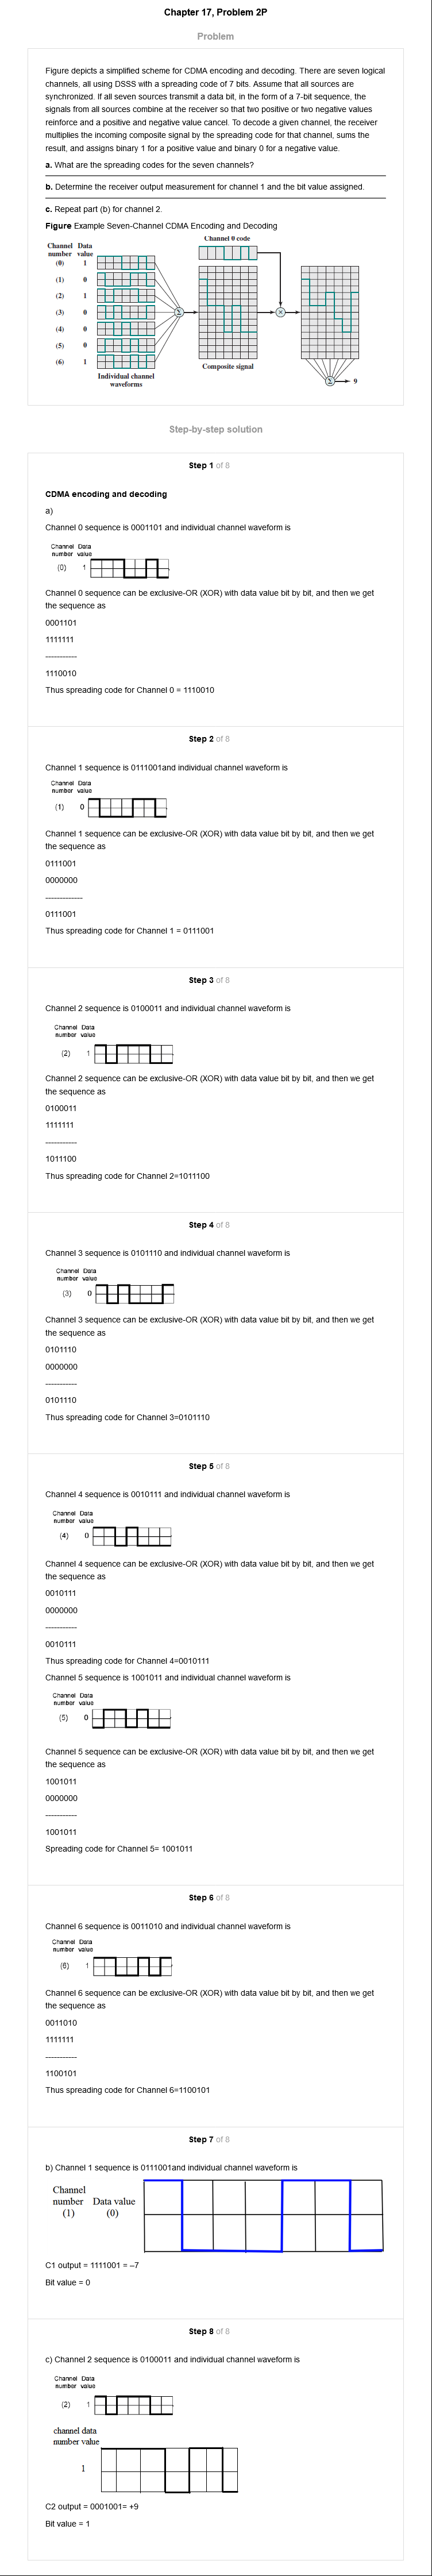 Chapter 17, Problem 2P
Problem
Figure depicts a simplified scheme for CDMA encoding and decoding. There are seven logical
channels, all using DSSS with a spreading code of 7 bits. Assume that all sources are
synchronized. If all seven sources transmit a data bit, in the form of a 7-bit sequence, the
signals from all sources combine at the receiver so that two positive or two negative values
reinforce and a positive and negative value cancel. To decode a given channel, the receiver
multiplies the incoming composite signal by the spreading code for that channel, sums the
result, and assigns binary 1 for a positive value and binary 0 for a negative value.
a. What are the spreading codes for the seven channels?
b. Determine the receiver output measurement for channel 1 and the bit value assigned.
c. Repeat part (b) for channel 2.
Figure Example Seven-Channel CDMA Encoding and Decoding
Channel Data
number value
Channel 0 code
(0) 1
(1) 0
(2) 1
(3) 0
(4) 0
(5) 0
(6) 1
Σ
×
Composite signal
Individual channel
waveforms
Σ 9
Step-by-step solution
Step 1 of 8
CDMA encoding and decoding
a)
Channel 0 sequence is 0001101 and individual channel waveform is
Channel Data
number value
(0) 1
Channel 0 sequence can be exclusive-OR (XOR) with data value bit by bit, and then we get
the sequence as
0001101
1111111
-----------
1110010
Thus spreading code for Channel 0 = 1110010
Step 2 of 8
Channel 1 sequence is 0111001and individual channel waveform is
Channel Data
number value
(1) 0
Channel 1 sequence can be exclusive-OR (XOR) with data value bit by bit, and then we get
the sequence as
0111001
0000000
-------------
0111001
Thus spreading code for Channel 1 = 0111001
Step 3 of 8
Channel 2 sequence is 0100011 and individual channel waveform is
Channel Data
number value
(2) 1
Channel 2 sequence can be exclusive-OR (XOR) with data value bit by bit, and then we get
the sequence as
0100011
1111111
-----------
1011100
Thus spreading code for Channel 2=1011100
Step 4 of 8
Channel 3 sequence is 0101110 and individual channel waveform is
Channel Data
number value
(3) 0
Channel 3 sequence can be exclusive-OR (XOR) with data value bit by bit, and then we get
the sequence as
0101110
0000000
-----------
0101110
Thus spreading code for Channel 3=0101110
Step 5 of 8
Channel 4 sequence is 0010111 and individual channel waveform is
Channel Data
number value
(4) 0
Channel 4 sequence can be exclusive-OR (XOR) with data value bit by bit, and then we get
the sequence as
0010111
0000000
-----------
0010111
Thus spreading code for Channel 4=0010111
Channel 5 sequence is 1001011 and individual channel waveform is
Channel Data
number value
(5) 0
Channel 5 sequence can be exclusive-OR (XOR) with data value bit by bit, and then we get
the sequence as
1001011
0000000
-----------
1001011
Spreading code for Channel 5= 1001011
Step 6 of 8
Channel 6 sequence is 0011010 and individual channel waveform is
Channel Data
number value
(6) 1
Channel 6 sequence can be exclusive-OR (XOR) with data value bit by bit, and then we get
the sequence as
0011010
1111111
-----------
1100101
Thus spreading code for Channel 6=1100101
Step 7 of 8
b) Channel 1 sequence is 0111001and individual channel waveform is
Channel
number Data value
(1) (0)
C1 output = 1111001 = –7
Bit value = 0
Step 8 of 8
c) Channel 2 sequence is 0100011 and individual channel waveform is
Channel Data
number value
(2) 1
channel data
number value
1
C2 output = 0001001= +9
Bit value = 1